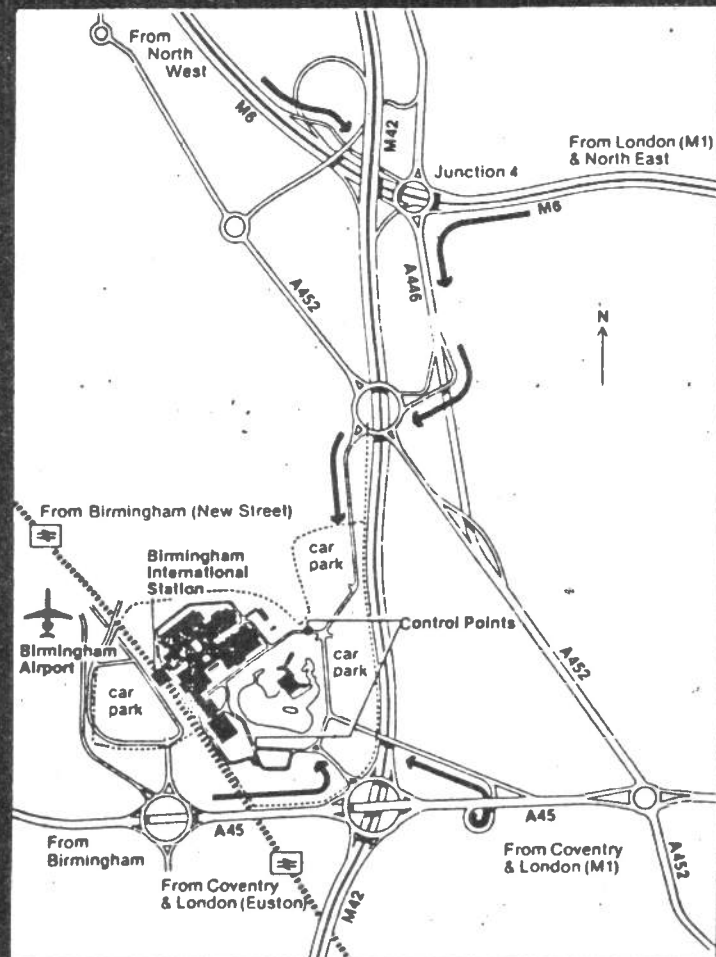 From
North
West
M6
M42
From London (M1)
& North East
Junction 4
M6
A446
A452
N
From Birmingham (New Street)
Birmingham
International
Station
car
park
Control Points
Birmingham
Airport
car
park
car
park
A452
From
Birmingham
A45
A45
From Coventry
& London (M1)
A452
From Coventry
& London (Euston)
M42